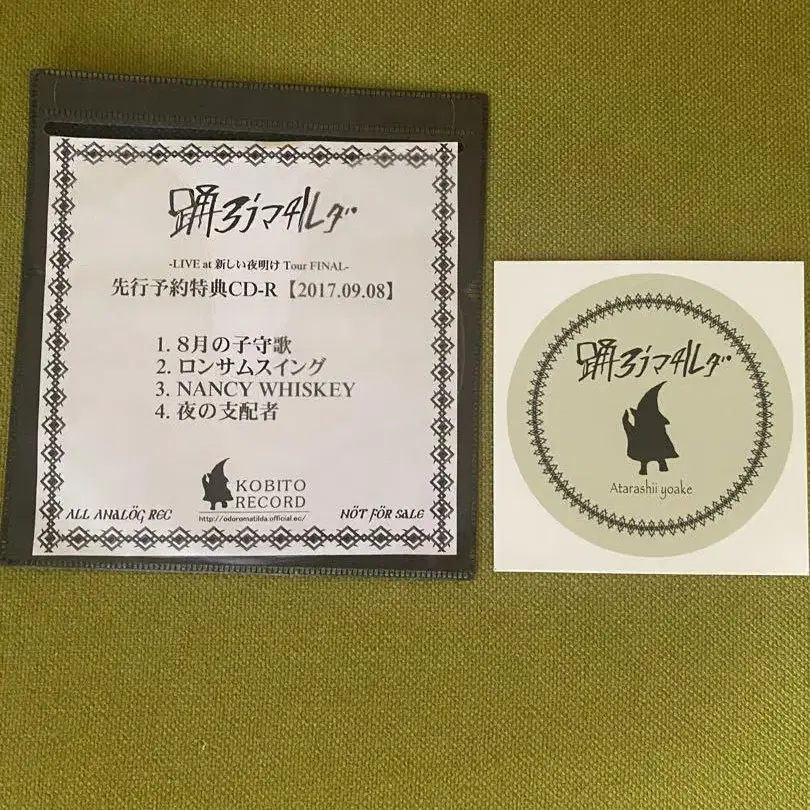 踊ろうマチルダ
-LIVE at 新しい夜明け Tour FINAL-
先行予約特典CD-R【2017.09.08】
1. 8月の子守歌
2. ロンサムスイング
3. NANCY WHISKEY
4. 夜の支配者
KOBITO
RECORD
http://odoromatilda.official.ec/
ALL ANALÖG REC
NÖT FÖR SALE
踊ろうマチルダ
Atarashii yoake